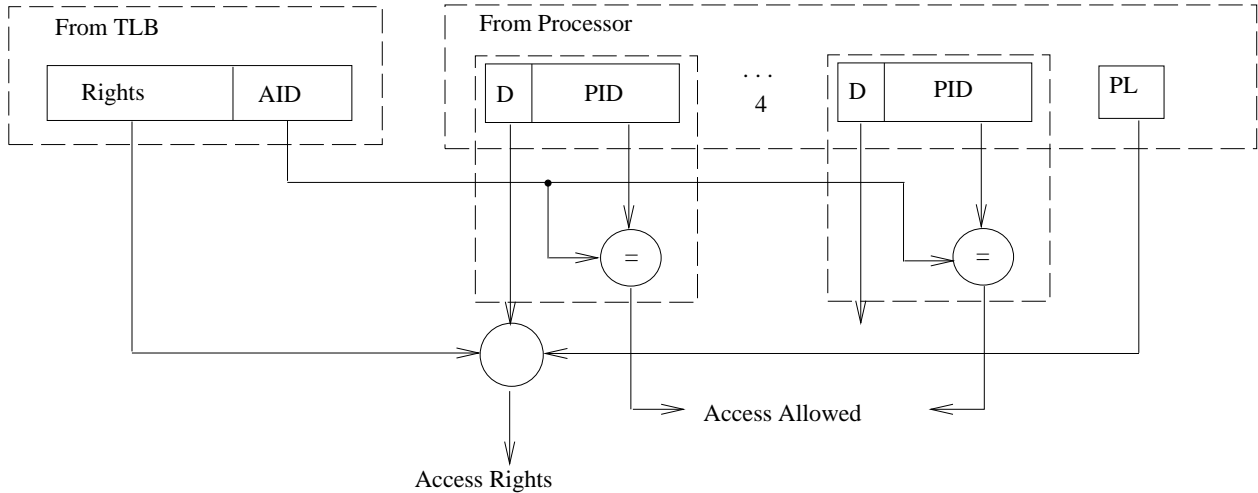 From TLB
From Processor
Rights AID
D PID
. . .
4
D PID
PL
=
=
Access Allowed
Access Rights